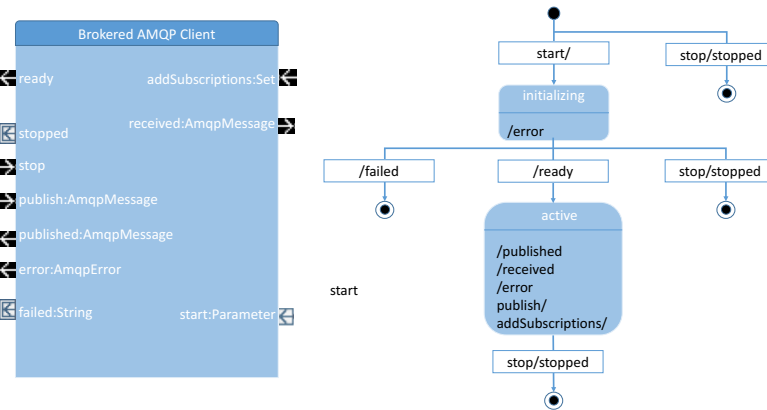 Brokered AMQP Client
ready
addSubscriptions:Set
received:AmqpMessage
stopped
stop
publish:AmqpMessage
published:AmqpMessage
error:AmqpError
failed:String
start:Parameter
start
start/
stop/stopped
initializing
/error
/failed
/ready
stop/stopped
active
/published
/received
/error
publish/
addSubscriptions/
stop/stopped